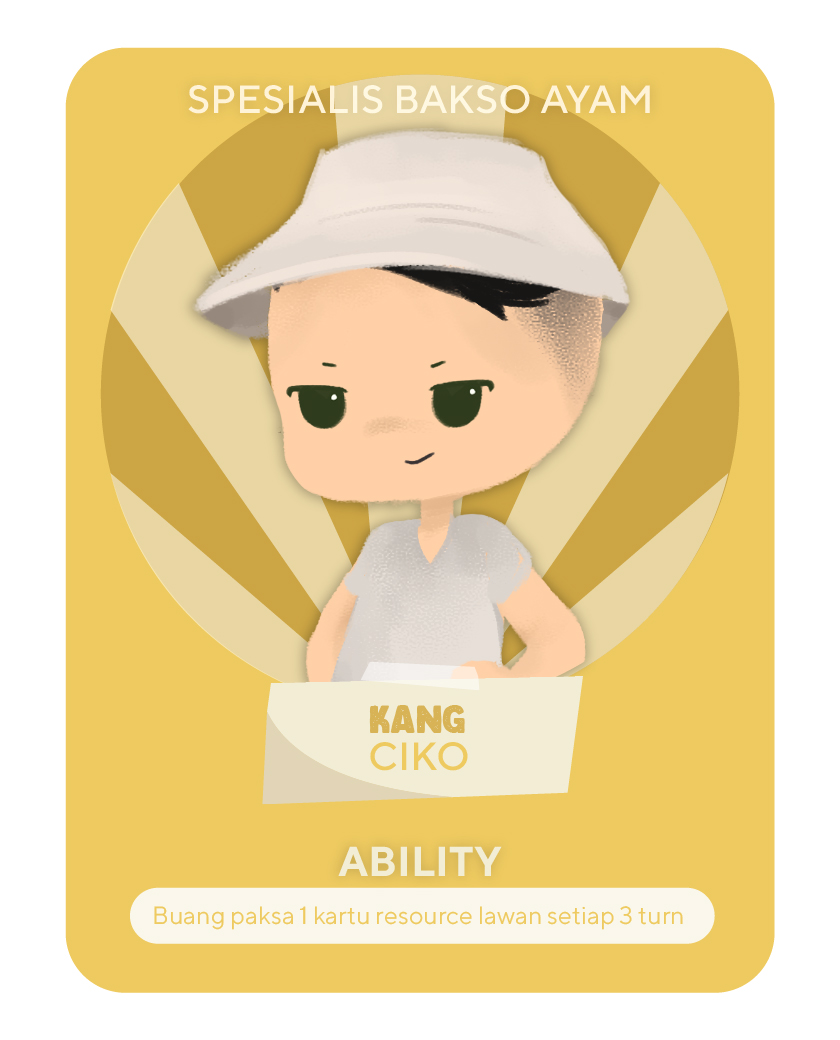 SPESIALIS BAKSO AYAM
KANG
CIKO
ABILITY
Buang paksa 1 kartu resource lawan setiap 3 turn